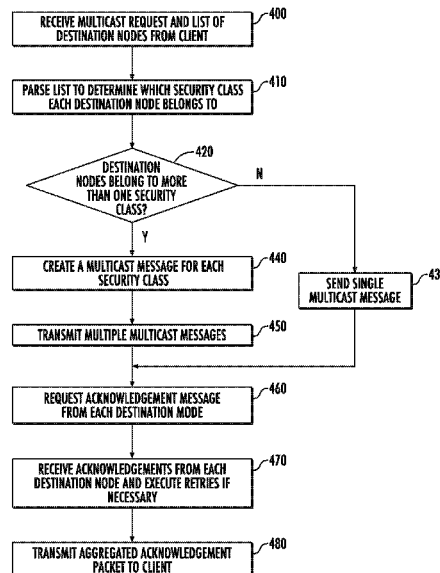 RECEIVE MULTICAST REQUEST AND LIST OF
DESTINATION NODES FROM CLIENT
400
PARSE LIST TO DETERMINE WHICH SECURITY CLASS
EACH DESTINATION NODE BELONGS TO
410
420
DESTINATION
NODES BELONG TO MORE
THAN ONE SECURITY
CLASS?
N
Y
CREATE A MULTICAST MESSAGE FOR EACH
SECURITY CLASS
440
SEND SINGLE
MULTICAST MESSAGE
43
TRANSMIT MULTIPLE MULTICAST MESSAGES
450
REQUEST ACKNOWLEDGEMENT MESSAGE
FROM EACH DESTINATION MODE
460
RECEIVE ACKNOWLEDGEMENTS FROM EACH
DESTINATION NODE AND EXECUTE RETRIES IF
NECESSARY
470
TRANSMIT AGGREGATED ACKNOWLEDGEMENT
PACKET TO CLIENT
480